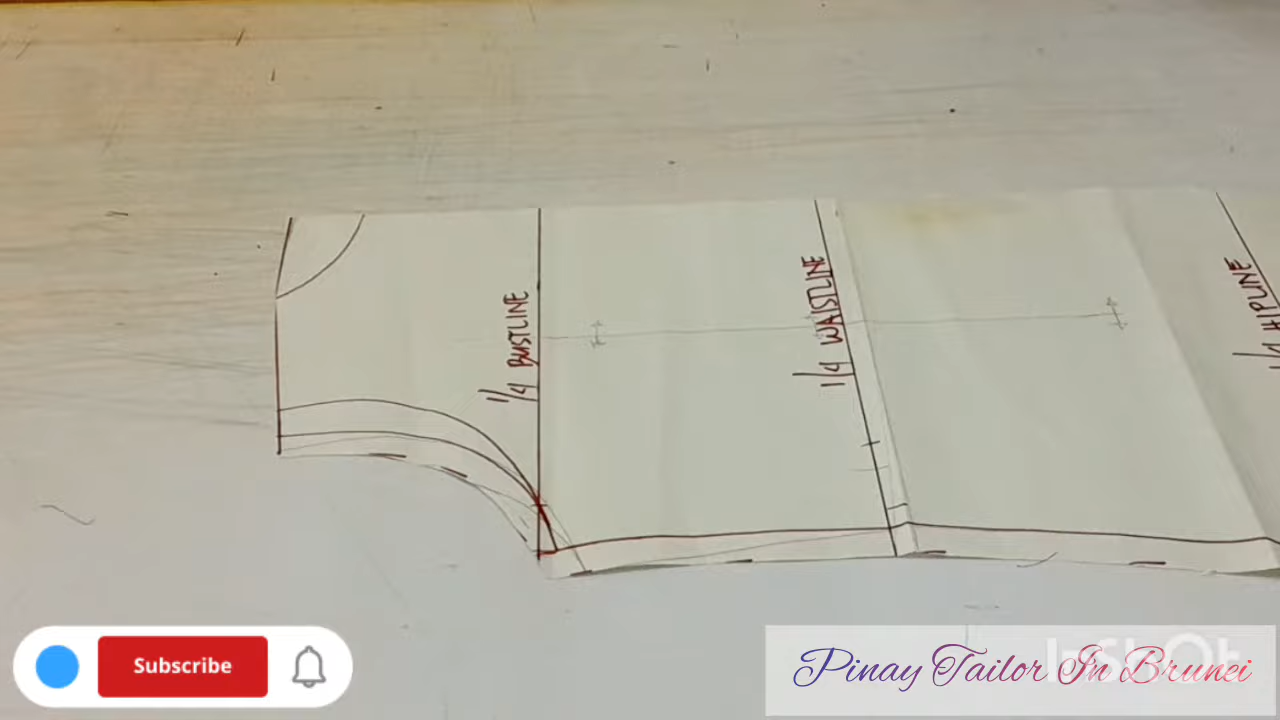 1/4 BUSTLINE
1/4 WAISTLINE
1/4 HIPLINE
Subscribe
Pinay Tailor In Brunei